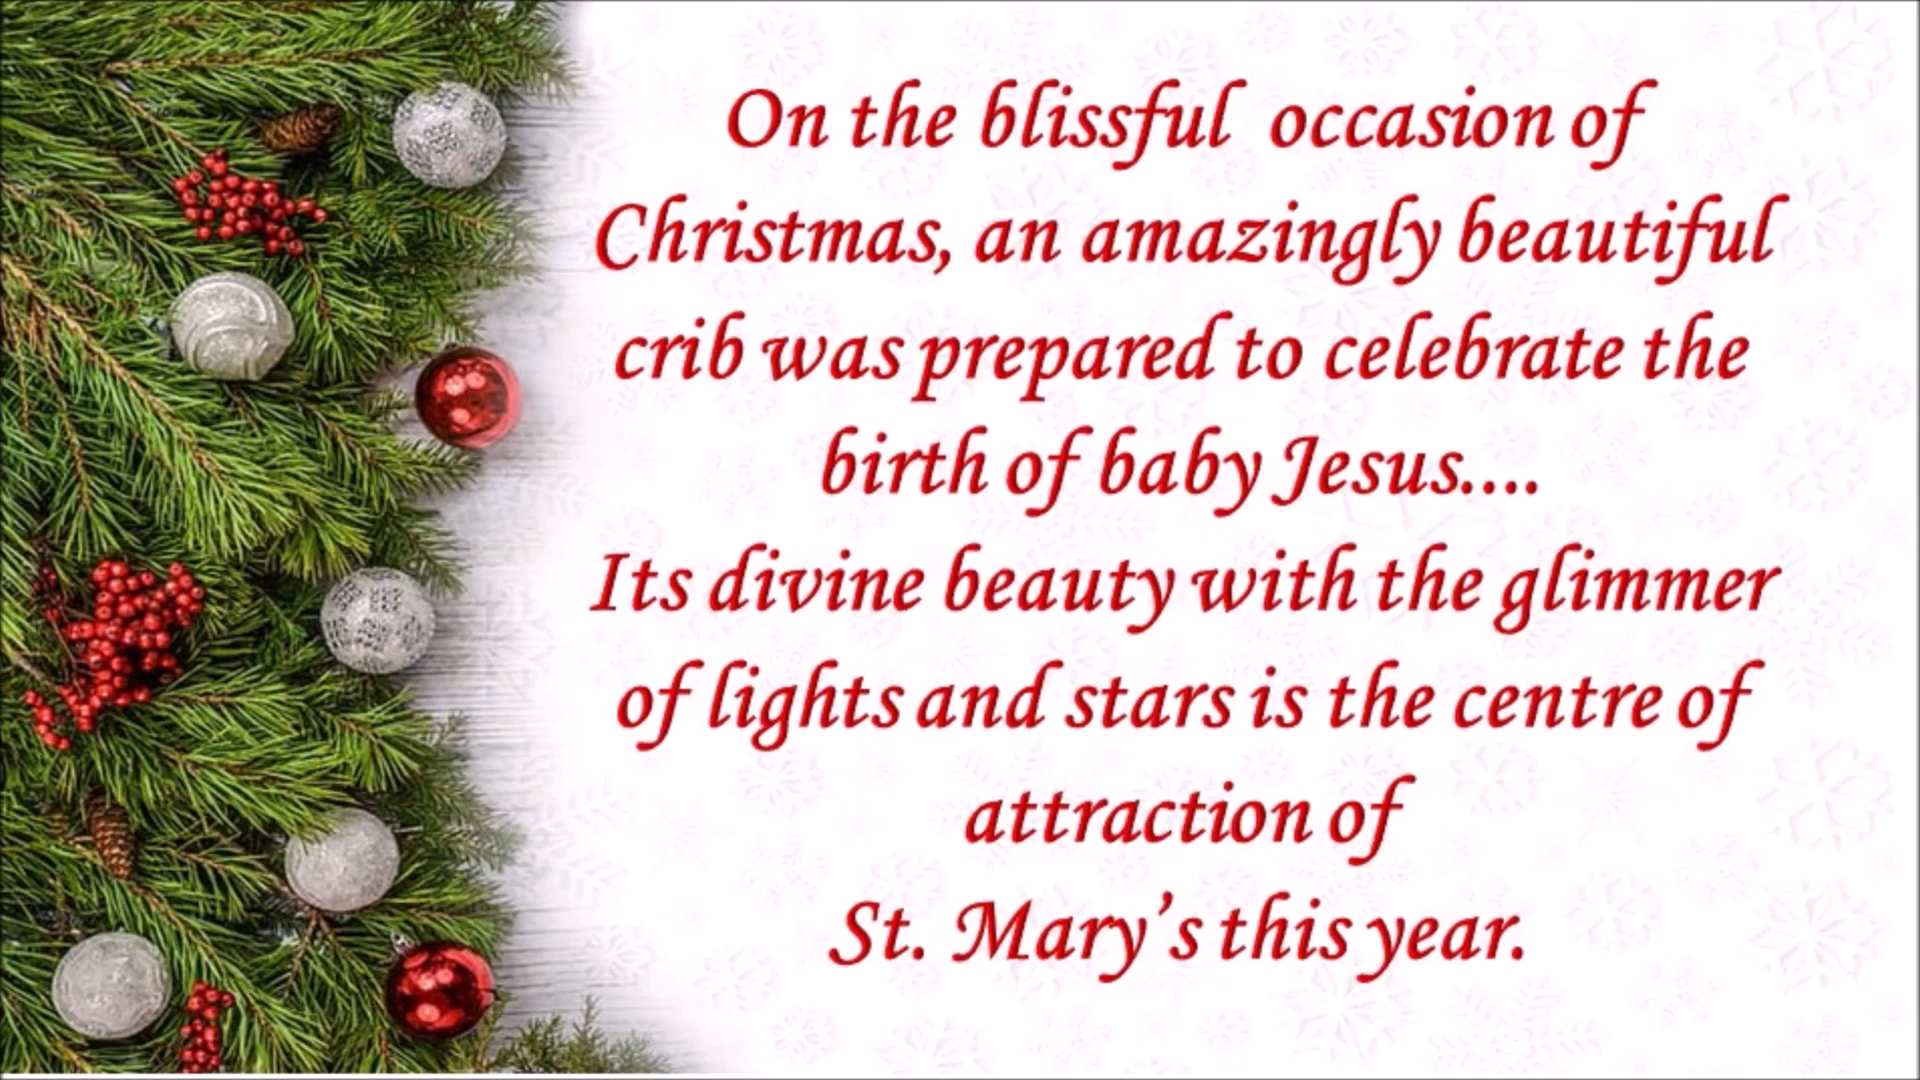 On the blissful occasion of
Christmas, an amazingly beautiful
crib was prepared to celebrate the
birth of baby Jesus....
Its divine beauty with the glimmer
of lights and stars is the centre of
attraction of
St. Mary’s this year.